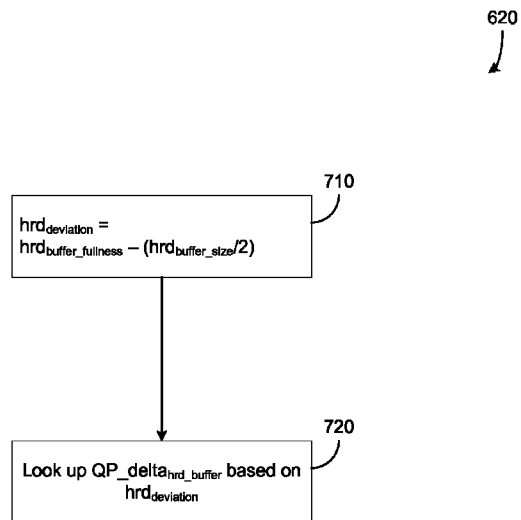 620
710
hrd_deviation =
hrd_buffer_fullness – (hrd_buffer_size/2)
720
Look up QP_delta_hrd_buffer based on
hrd_deviation